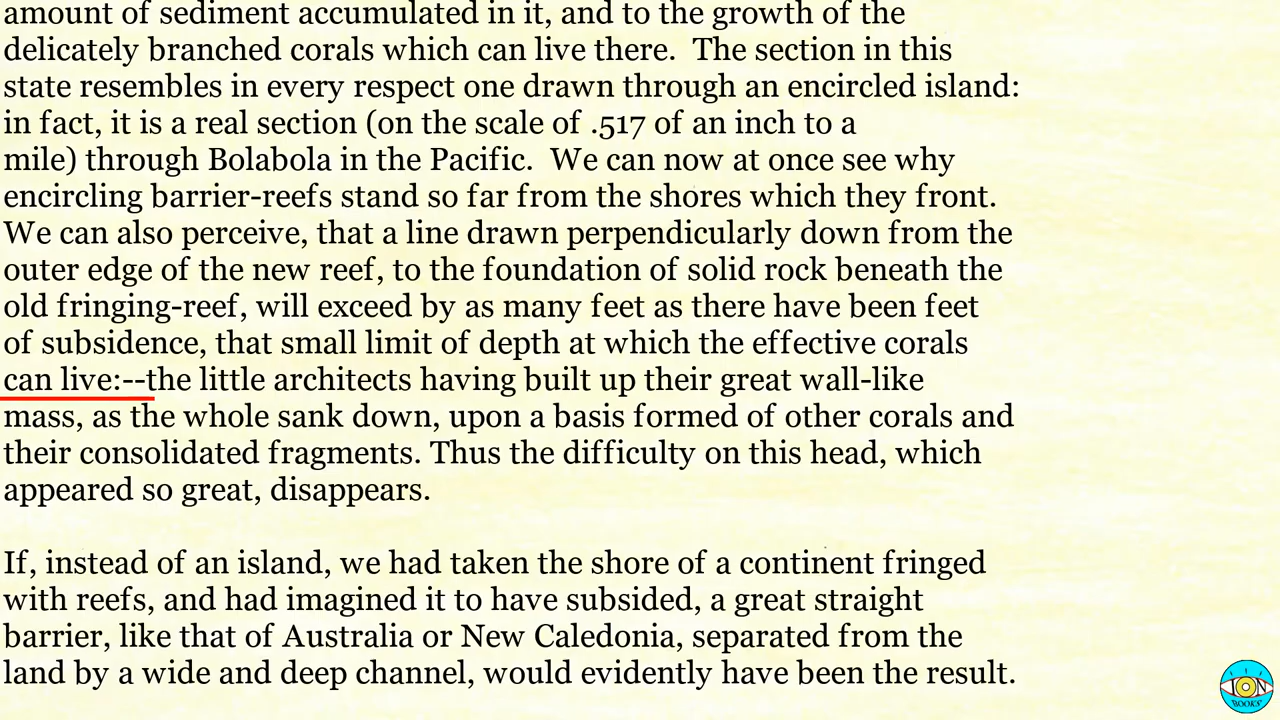 amount of sediment accumulated in it, and to the growth of the
delicately branched corals which can live there.  The section in this
state resembles in every respect one drawn through an encircled island:
in fact, it is a real section (on the scale of .517 of an inch to a
mile) through Bolabola in the Pacific.  We can now at once see why
encircling barrier-reefs stand so far from the shores which they front.
We can also perceive, that a line drawn perpendicularly down from the
outer edge of the new reef, to the foundation of solid rock beneath the
old fringing-reef, will exceed by as many feet as there have been feet
of subsidence, that small limit of depth at which the effective corals
can live:--the little architects having built up their great wall-like
mass, as the whole sank down, upon a basis formed of other corals and
their consolidated fragments. Thus the difficulty on this head, which
appeared so great, disappears.
If, instead of an island, we had taken the shore of a continent fringed
with reefs, and had imagined it to have subsided, a great straight
barrier, like that of Australia or New Caledonia, separated from the
land by a wide and deep channel, would evidently have been the result.
ION
BOOKS